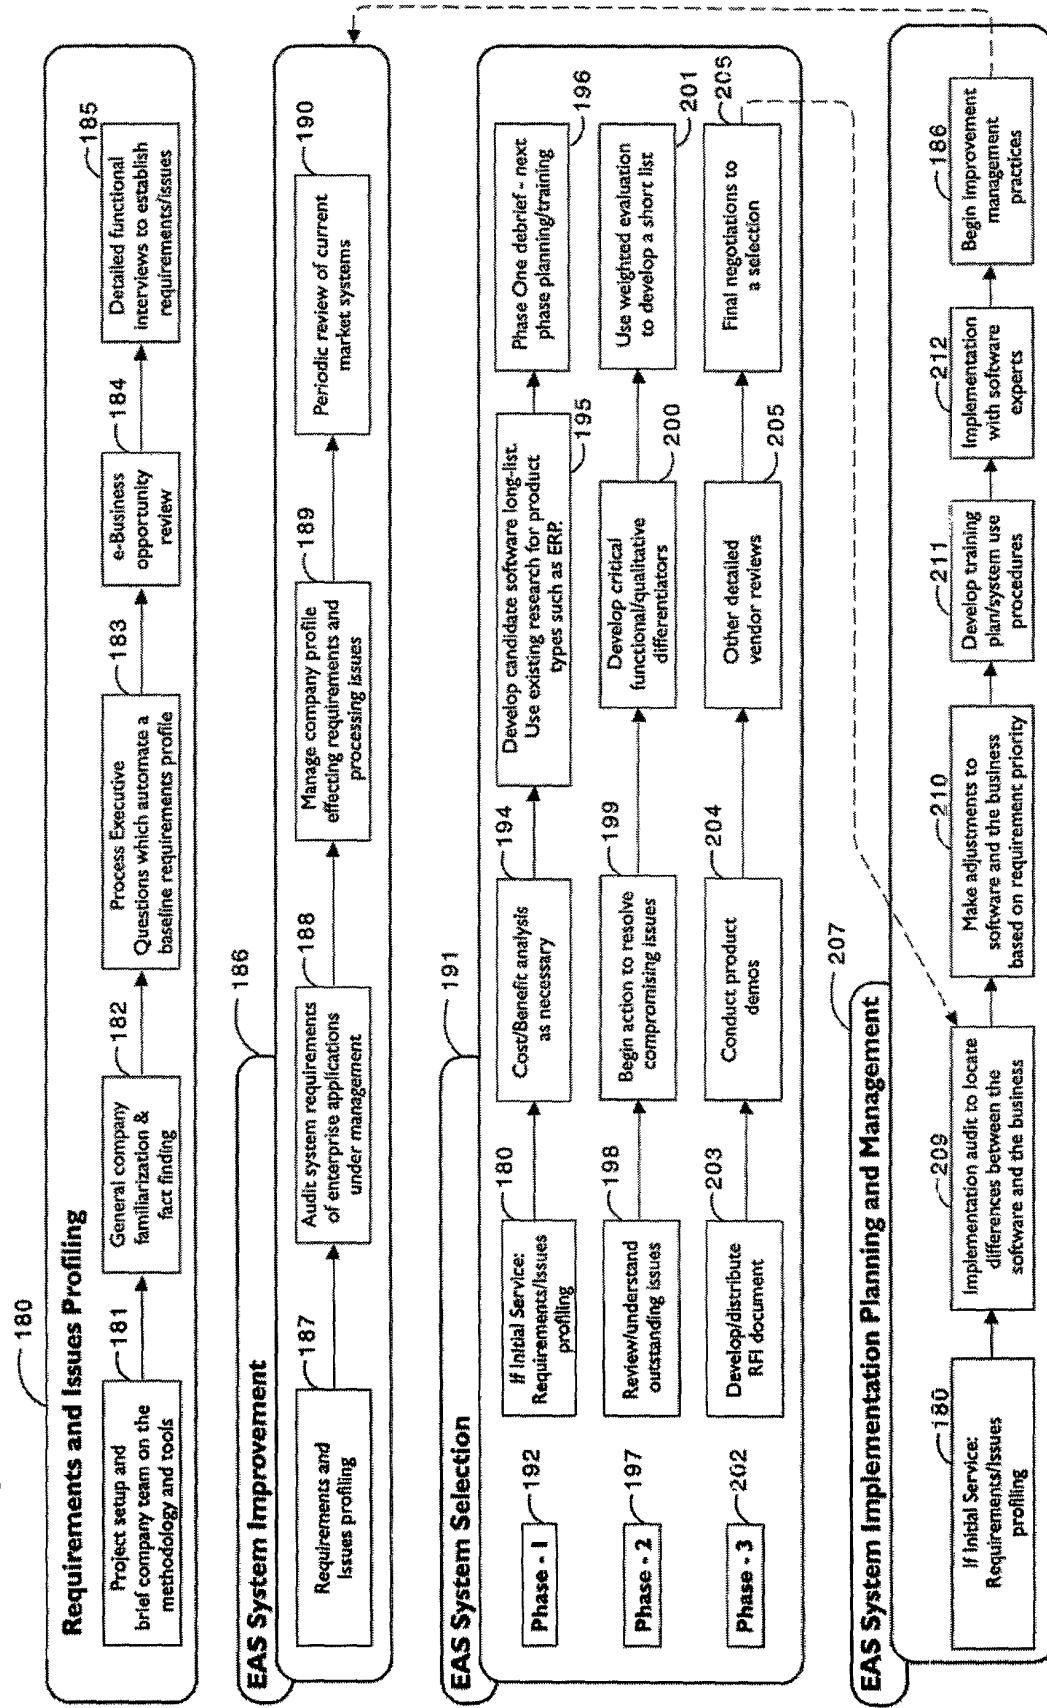 180
Requirements and Issues Profiling
Project setup and
brief company team on the
methodology and tools
181
General company
familiarization &
fact finding
182
Process Executive
Questions which automate a
baseline requirements profile
183
e-Business
opportunity
review
184
Detailed functional
interviews to establish
requirements/issues
185
EAS System Improvement
186
Requirements and
Issues profiling
187
Audit system requirements
of enterprise applications
under management
188
Manage company profile
effecting requirements and
processing issues
189
Periodic review of current
market systems
190
EAS System Selection
191
Phase - 1
192
If Initial Service:
Requirements/Issues
profiling
180
Cost/Benefit analysis
as necessary
194
Develop candidate software long-list.
Use existing research for product
types such as ERP.
195
Phase One debrief - next
phase planning/training
196
Phase - 2
197
Review/understand
outstanding issues
198
Begin action to resolve
compromising issues
199
Develop critical
functional/qualitative
differentiators
200
Use weighted evaluation
to develop a short list
201
Phase - 3
202
Develop/distribute
RFI document
203
Conduct product
demos
204
Other detailed
vendor reviews
205
Final negotiations to
a selection
205
EAS System Implementation Planning and Management
207
If Initial Service:
Requirements/Issues
profiling
180
Implementation audit to locate
differences between the
software and the business
209
Make adjustments to
software and the business
based on requirement priority
210
Develop training
plan/system use
procedures
211
Implementation
with software
experts
212
Begin improvement
management
practices
186